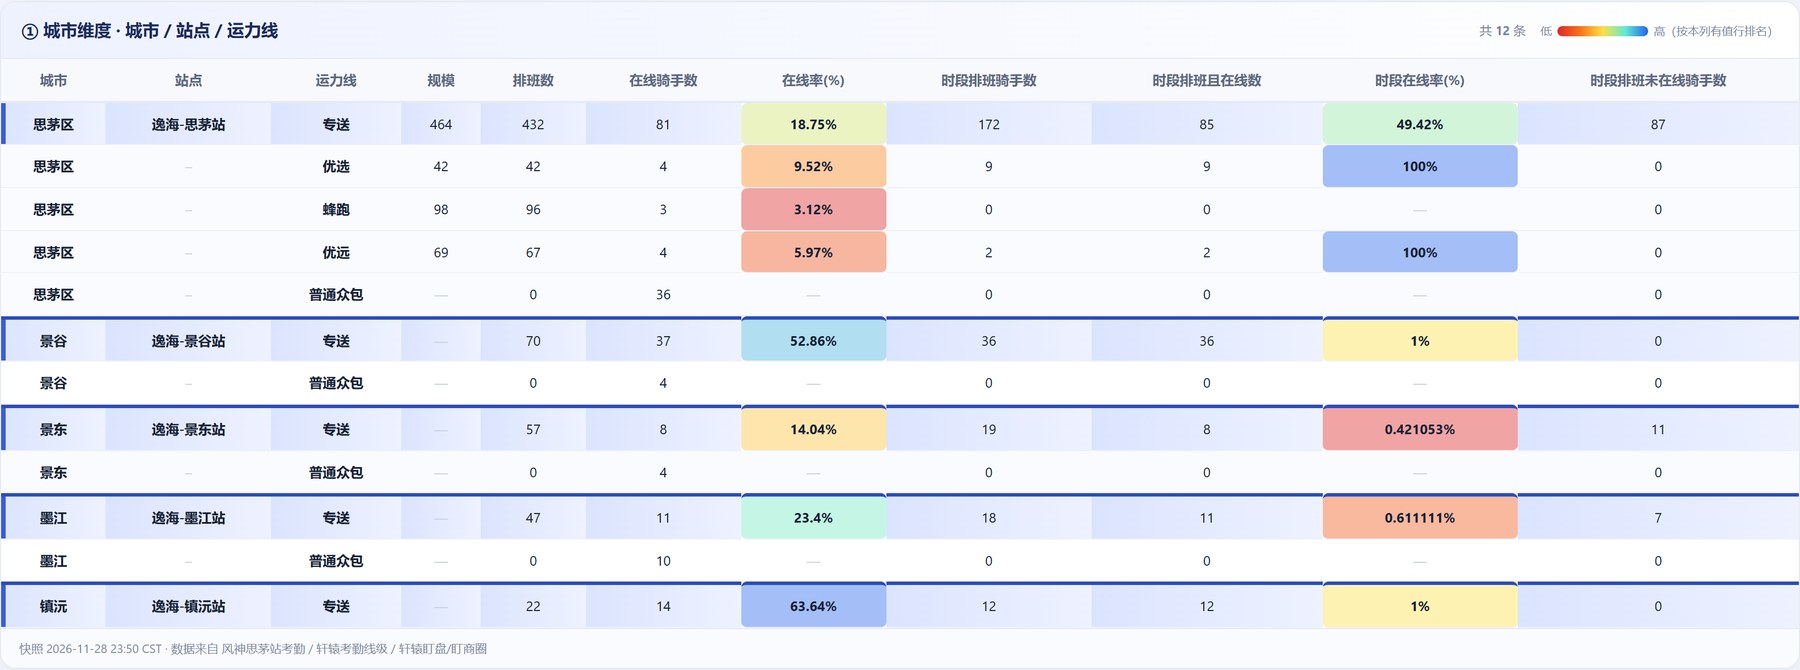 ① 城市维度 · 城市 / 站点 / 运力线
共 12 条 低 高 (按本列有值行排名)
城市 站点 运力线 规模 排班数 在线骑手数 在线率(%) 时段排班骑手数 时段排班且在线数 时段在线率(%) 时段排班未在线骑手数
思茅区 逸海-思茅站 专送 464 432 81 18.75% 172 85 49.42% 87
思茅区 – 优选 42 42 4 9.52% 9 9 100% 0
思茅区 – 蜂跑 98 96 3 3.12% 0 0 — 0
思茅区 – 优远 69 67 4 5.97% 2 2 100% 0
思茅区 – 普通众包 — 0 36 — 0 0 — 0
景谷 逸海-景谷站 专送 — 70 37 52.86% 36 36 1% 0
景谷 – 普通众包 — 0 4 — 0 0 — 0
景东 逸海-景东站 专送 — 57 8 14.04% 19 8 0.421053% 11
景东 – 普通众包 — 0 4 — 0 0 — 0
墨江 逸海-墨江站 专送 — 47 11 23.4% 18 11 0.611111% 7
墨江 – 普通众包 — 0 10 — 0 0 — 0
镇沅 逸海-镇沅站 专送 — 22 14 63.64% 12 12 1% 0
快照 2026-11-28 23:50 CST · 数据来自 风神思茅站考勤 / 轩辕考勤线级 / 轩辕盯盘/盯商圈